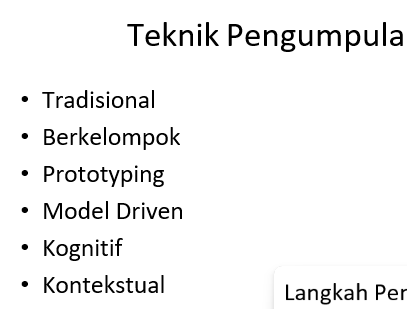 Teknik Pengumpula
• Tradisional
• Berkelompok
• Prototyping
• Model Driven
• Kognitif
• Kontekstual
Langkah Per